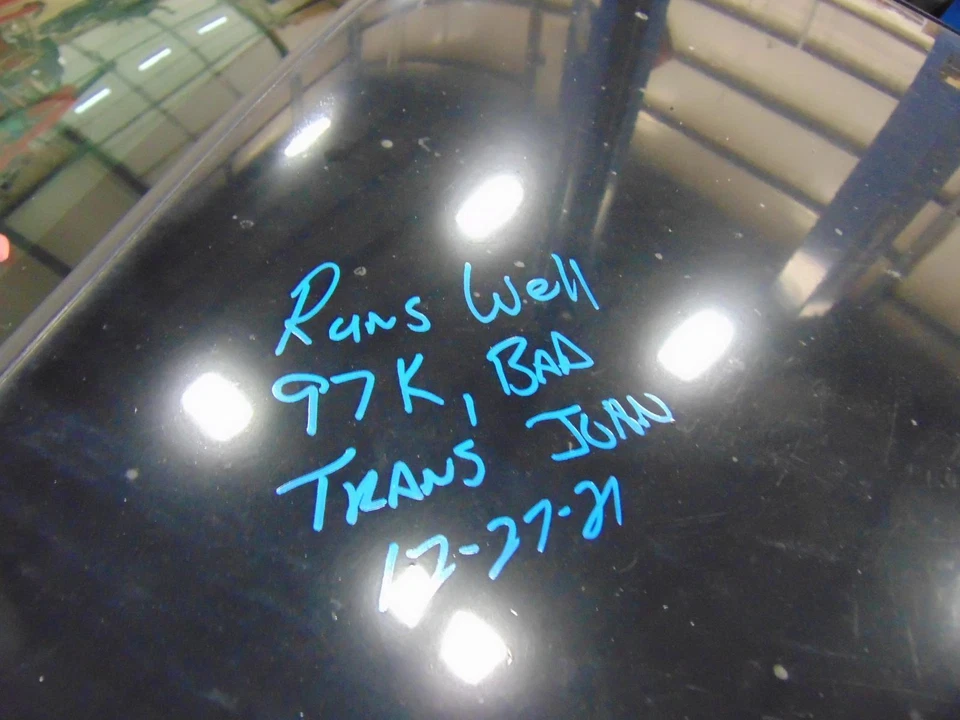 Runs Well
97K, BAD
TRANS JUAN
12-27-21